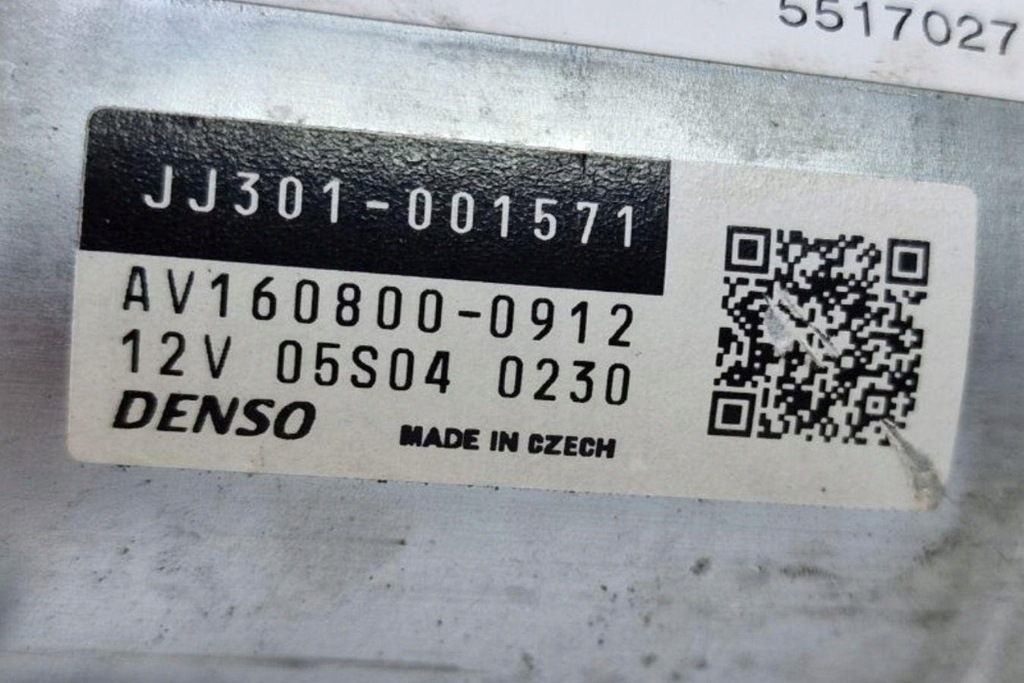 5517027
JJ301-001571
AV160800-0912
12V 05S04 0230
DENSO
MADE IN CZECH